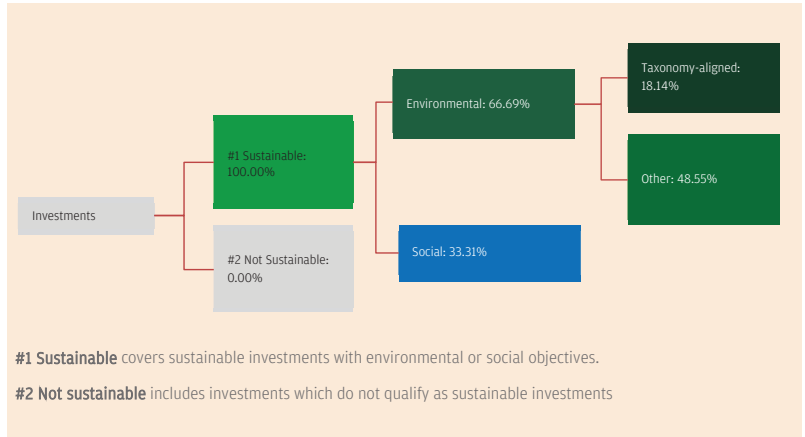 Taxonomy-aligned:
18.14%
Environmental: 66.69%
#1 Sustainable:
100.00%
Other: 48.55%
Investments
#2 Not Sustainable:
0.00%
Social: 33.31%
#1 Sustainable covers sustainable investments with environmental or social objectives.
#2 Not sustainable includes investments which do not qualify as sustainable investments